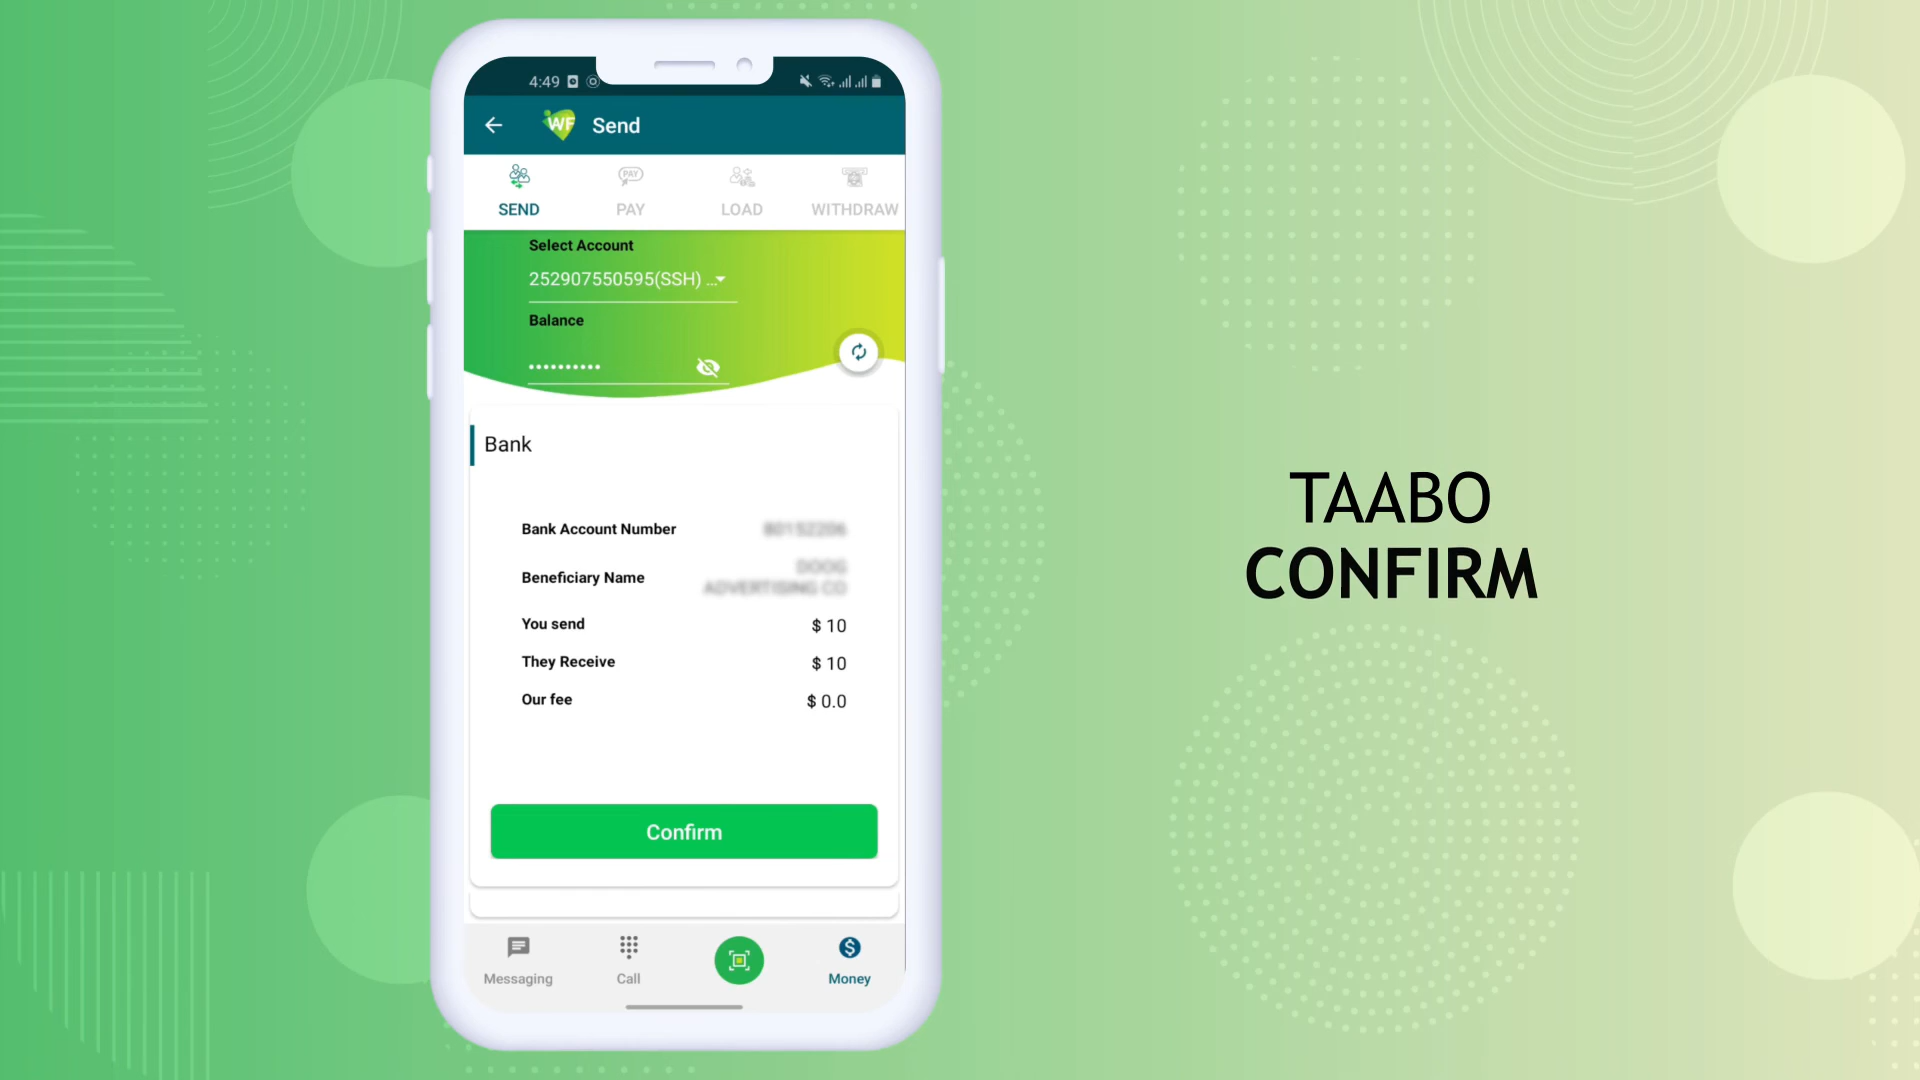 4:49
WF Send
SEND
PAY
PAY
LOAD
WITHDRAW
Select Account
252907550595(SSH) ...
Balance
Bank
Bank Account Number
Beneficiary Name
You send $ 10
They Receive $ 10
Our fee $ 0.0
Confirm
Messaging
Call
Money
TAABO
CONFIRM